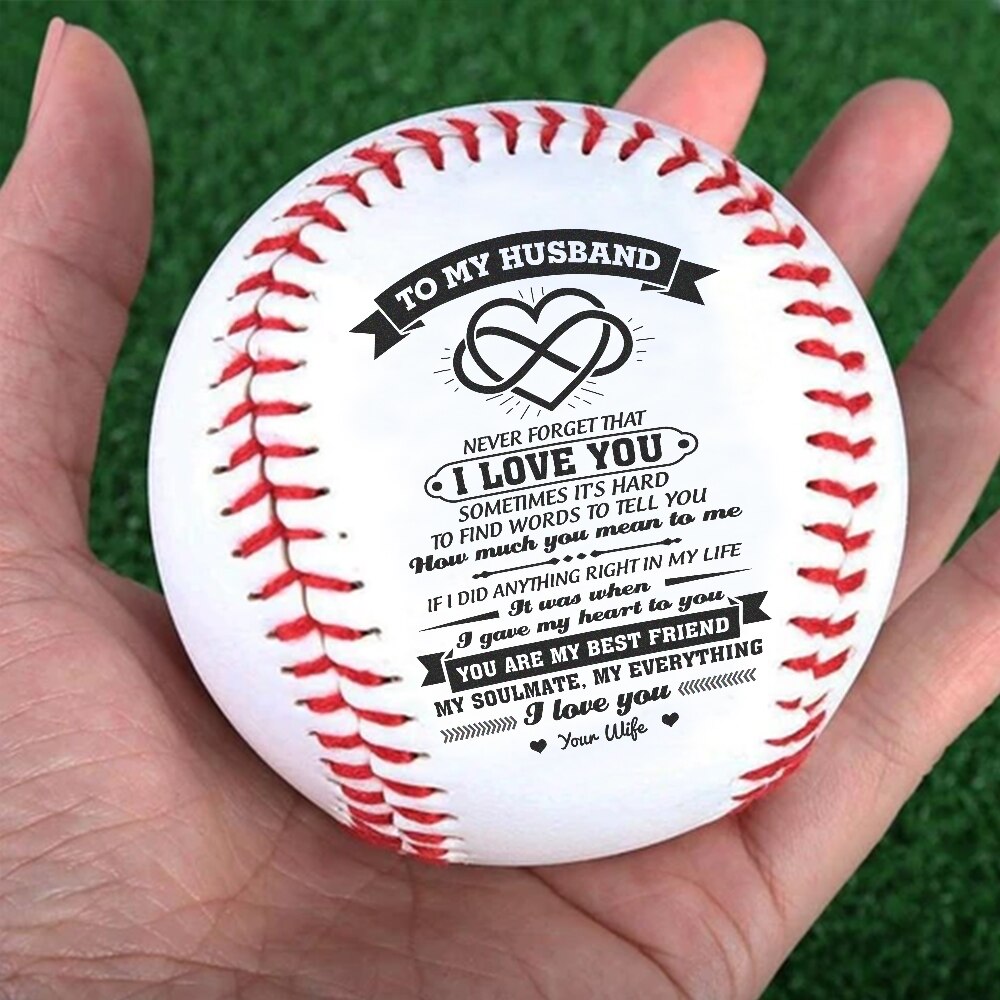 TO MY HUSBAND
NEVER FORGET THAT
I LOVE YOU
SOMETIMES IT'S HARD
TO FIND WORDS TO TELL YOU
How much you mean to me
IF I DID ANYTHING RIGHT IN MY LIFE
It was when
I gave my heart to you
YOU ARE MY BEST FRIEND
MY SOULMATE, MY EVERYTHING
I love you
Your Wife